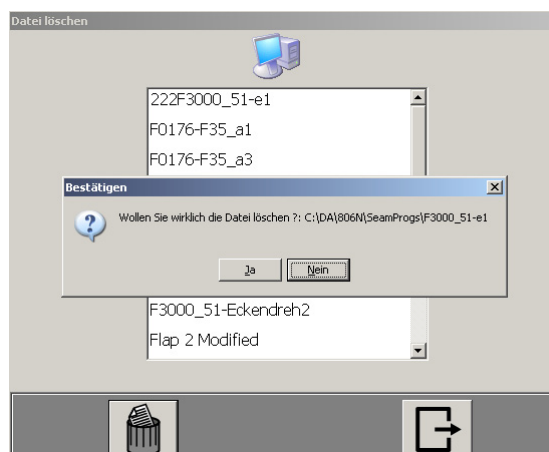 Datei löschen
222F3000_51-e1
F0176-F35_a1
F0176-F35_a3
Bestätigen
Wollen Sie wirklich die Datei löschen ?: C:\DA\806N\SeamProgs\F3000_51-e1
Ja
Nein
F3000_51-Eckendreh2
Flap 2 Modified